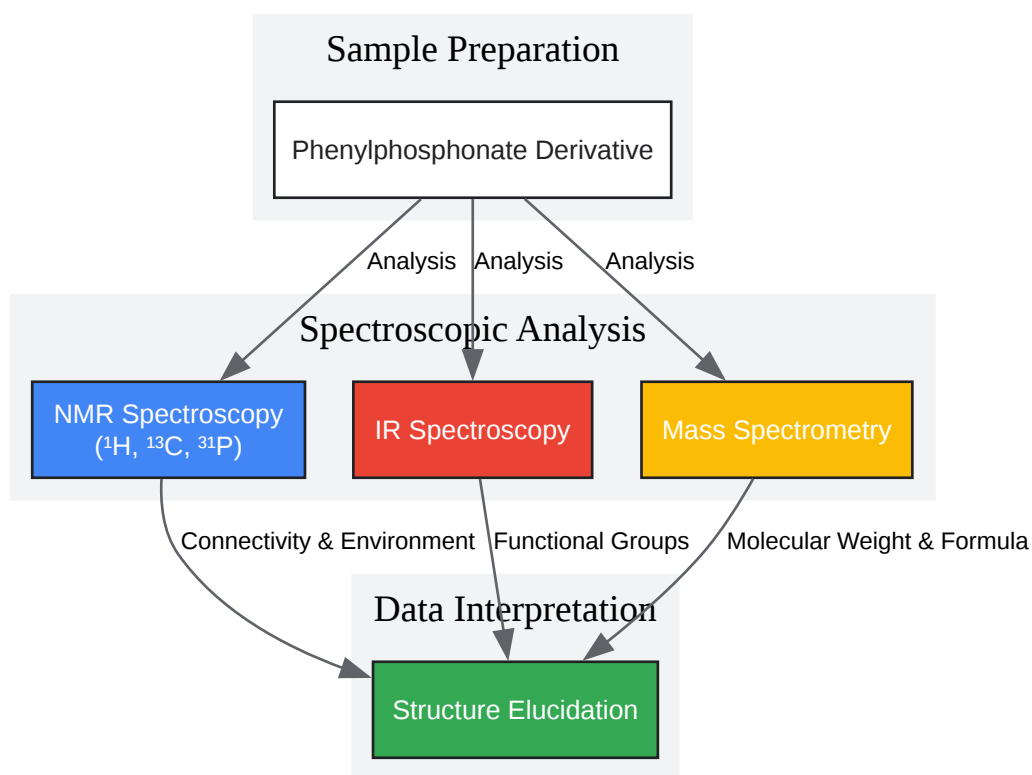 Sample Preparation
Phenylphosphonate Derivative
Analysis
Analysis
Analysis
Spectroscopic Analysis
NMR Spectroscopy
(¹H, ¹³C, ³¹P)
IR Spectroscopy
Mass Spectrometry
Connectivity & Environment
Functional Groups
Molecular Weight & Formula
Data Interpretation
Structure Elucidation